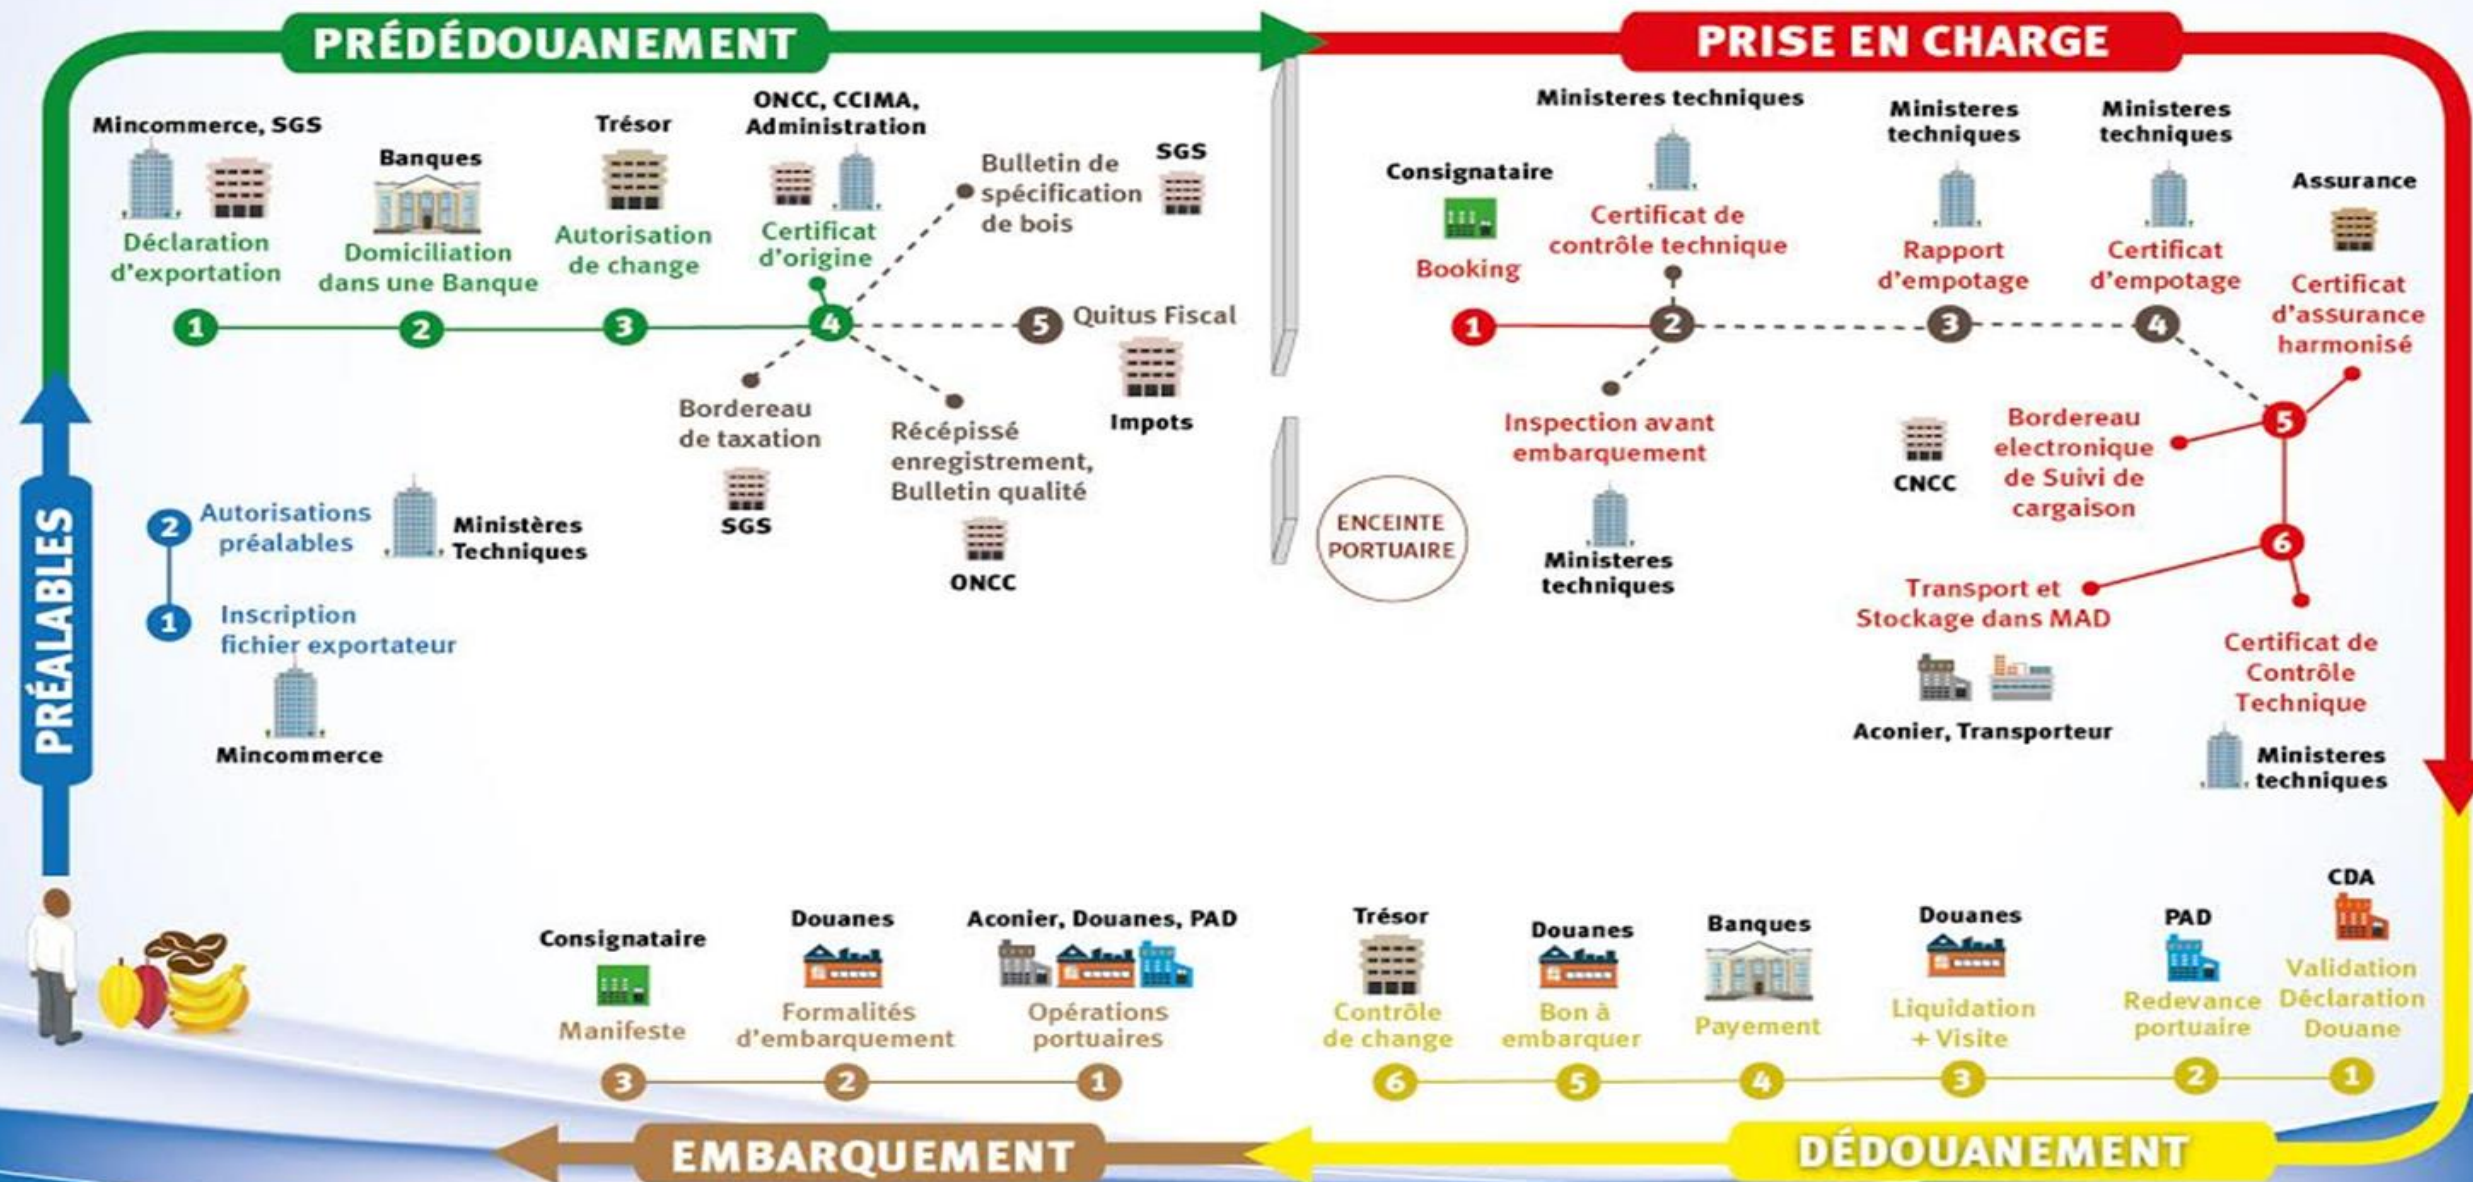 PRÉDÉDOUANEMENT
Mincommerce, SGS
Déclaration
d'exportation
1
Banques
Domiciliation
dans une Banque
2
Trésor
Autorisation
de change
3
ONCC, CCIMA,
Administration
Certificat
d'origine
4
Bulletin de
spécification
de bois
SGS
5
Quitus Fiscal
Impots
Bordereau
de taxation
SGS
Récépissé
enregistrement,
Bulletin qualité
ONCC
PRÉALABLES
2
Autorisations
préalables
Ministères
Techniques
1
Inscription
fichier exportateur
Mincommerce
PRISE EN CHARGE
Consignataire
Booking
1
Ministeres techniques
Certificat de
contrôle technique
2
Inspection avant
embarquement
Ministeres
techniques
ENCEINTE
PORTUAIRE
Ministeres
techniques
Rapport
d'empotage
3
Ministeres
techniques
Certificat
d'empotage
4
Assurance
Certificat
d'assurance
harmonisé
5
CNCC
Bordereau
electronique
de Suivi de
cargaison
6
Transport et
Stockage dans MAD
Aconier, Transporteur
Certificat de
Contrôle
Technique
Ministeres
techniques
Consignataire
Manifeste
3
Douanes
Formalités
d'embarquement
2
Aconier, Douanes, PAD
Opérations
portuaires
1
EMBARQUEMENT
Trésor
Contrôle
de change
6
Douanes
Bon à
embarquer
5
Banques
Payement
4
Douanes
Liquidation
+ Visite
3
PAD
Redevance
portuaire
2
CDA
Validation
Déclaration
Douane
1
DÉDOUANEMENT